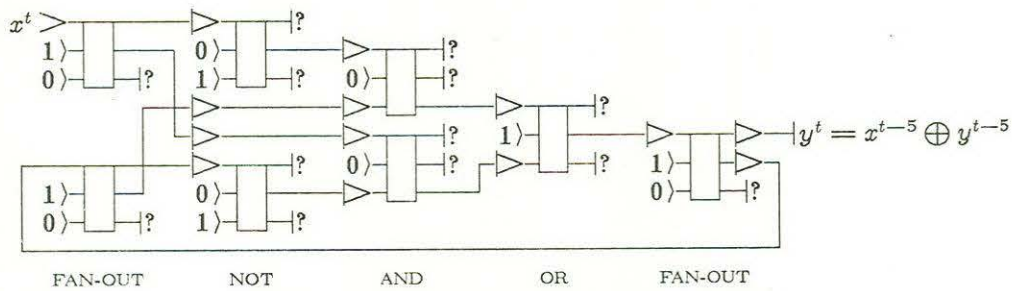 x^t ?
1 0 ?
0 ? 1 ? 0 ?
?
1 y^t = x^{t−5} ⊕ y^{t−5}
?
? 0 ? 1
1 0 ? 0 ?
0 ? 1 ?
FAN-OUT NOT AND OR FAN-OUT